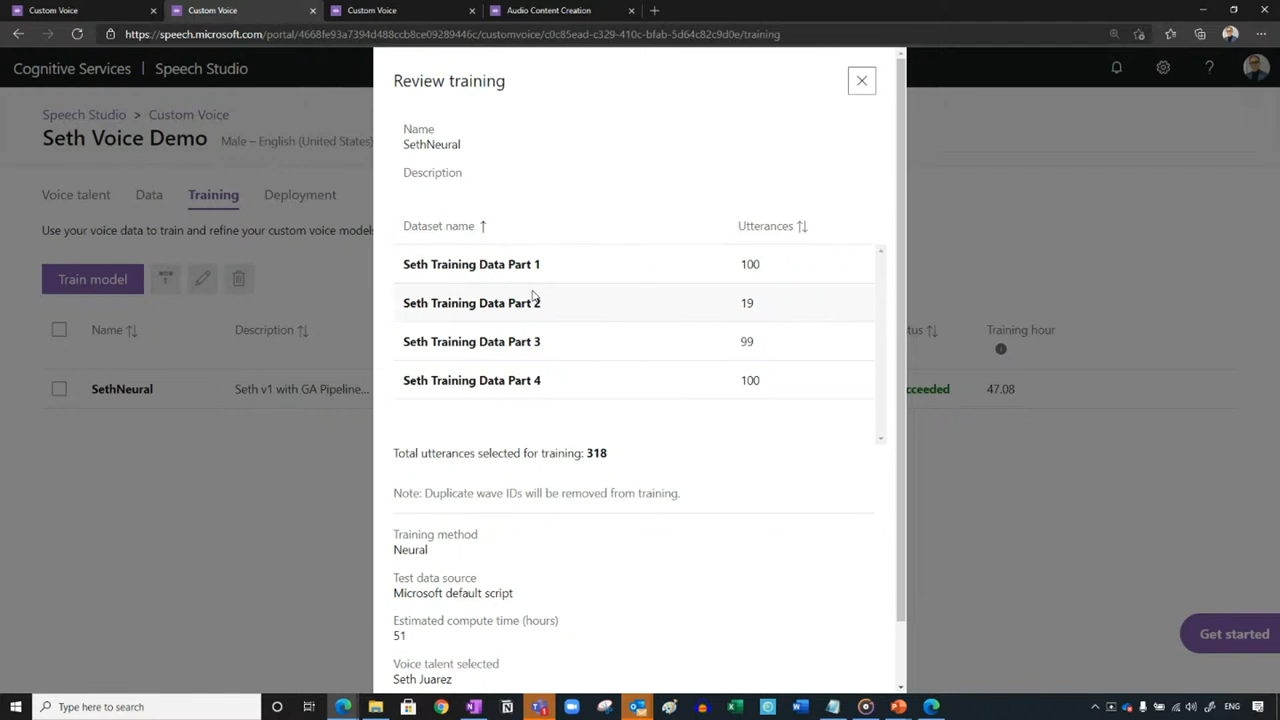 Custom Voice
Custom Voice
Custom Voice
Audio Content Creation
https://speech.microsoft.com/portal/4668fe93a7394d488ccb8ce09289446c/customvoice/c0c85ead-c329-410c-bfab-5d64c82c9d0e/training
Cognitive Services | Speech Studio
Speech Studio > Custom Voice
Seth Voice Demo Male – English (United States)
Voice talent Data Training Deployment
Use your voice data to train and refine your custom voice models
Train model
Name Description tus Training hour
SethNeural Seth v1 with GA Pipeline... ceeded 47.08
Review training
Name
SethNeural
Description
Dataset name Utterances
Seth Training Data Part 1 100
Seth Training Data Part 2 19
Seth Training Data Part 3 99
Seth Training Data Part 4 100
Total utterances selected for training: 318
Note: Duplicate wave IDs will be removed from training.
Training method
Neural
Test data source
Microsoft default script
Estimated compute time (hours)
51
Voice talent selected
Seth Juarez
Get started
Type here to search
ENG